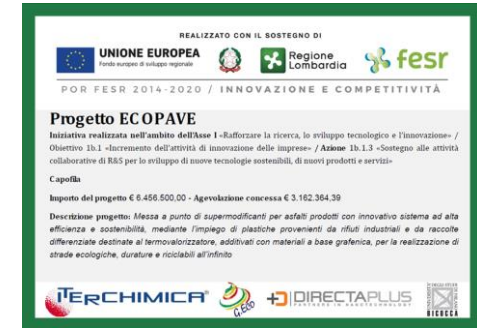 REALIZZATO CON IL SOSTEGNO DI
UNIONE EUROPEA
Fondo europeo di sviluppo regionale
Regione
Lombardia
fesr
POR FESR 2014-2020 / INNOVAZIONE E COMPETITIVITÀ
Progetto ECOPAVE
Iniziativa realizzata nell'ambito dell'Asse I «Rafforzare la ricerca, lo sviluppo tecnologico e l'innovazione» /
Obiettivo 1b.1 «Incremento dell'attività di innovazione delle imprese» / Azione 1b.1.3 «Sostegno alle attività
collaborative di R&S per lo sviluppo di nuove tecnologie sostenibili, di nuovi prodotti e servizi»
Capofila
Importo del progetto € 6.456.500,00 - Agevolazione concessa € 3.162.364,39
Descrizione progetto: Messa a punto di supermodificanti per asfalti prodotti con innovativo sistema ad alta
efficienza e sostenibilità, mediante l'impiego di plastiche provenienti da rifiuti industriali e da raccolte
differenziate destinate al termovalorizzatore, additivati con materiali a base grafenica, per la realizzazione di
strade ecologiche, durature e riciclabili all'infinito
ITERCHIMICA
G.Eco
DIRECTAPLUS
PARTNERS IN NANOTECHNOLOGY
BICOCCA